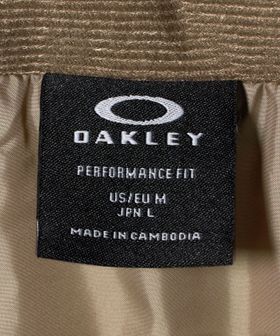 OAKLEY
PERFORMANCE FIT
US/EU M
JPN L
MADE IN CAMBODIA